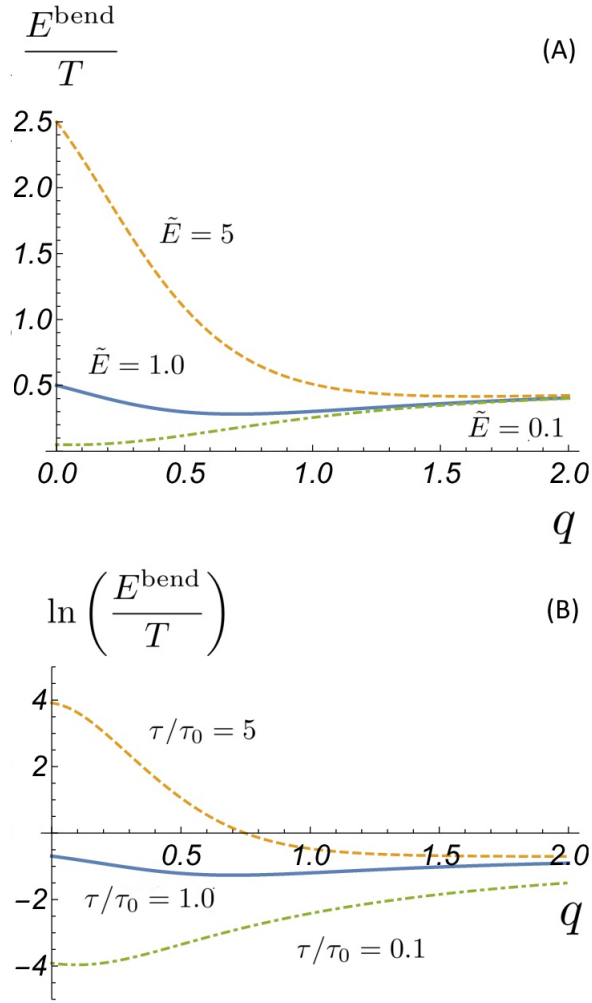 E^bend / T
(A)
2.5
2.0
1.5
1.0
0.5
Ẽ = 5
Ẽ = 1.0
Ẽ = 0.1
0.0 0.5 1.0 1.5 2.0
q
ln (E^bend / T)
(B)
4
2
−2
−4
τ/τ₀ = 5
0.5 1.0 1.5 2.0
τ/τ₀ = 1.0
q
τ/τ₀ = 0.1